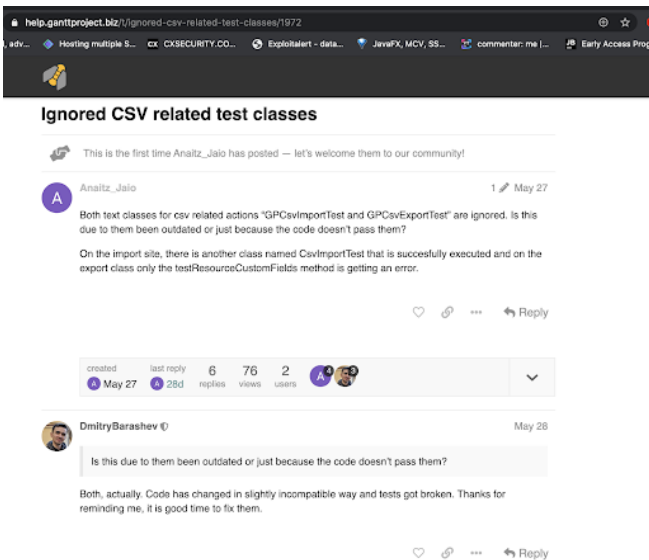 help.ganttproject.biz/t/ignored-csv-related-test-classes/1972
, adv... Hosting multiple S... CX CXSECURITY.CO... Exploitalert - data... JavaFX, MCV, SS... commenter: me |... Early Access Prog
Ignored CSV related test classes
This is the first time Anaitz_Jaio has posted — let's welcome them to our community!
A
Anaitz_Jaio
1 May 27
Both text classes for csv related actions "GPCsvImportTest and GPCsvExportTest" are ignored. Is this
due to them been outdated or just because the code doesn't pass them?
On the import site, there is another class named CsvImportTest that is succesfully executed and on the
export class only the testResourceCustomFields method is getting an error.
Reply
created last reply 6 76 2 A 4 3
A May 27 A 28d replies views users
DmitryBarashev May 28
Is this due to them been outdated or just because the code doesn't pass them?
Both, actually. Code has changed in slightly incompatible way and tests got broken. Thanks for
reminding me, it is good time to fix them.
Reply